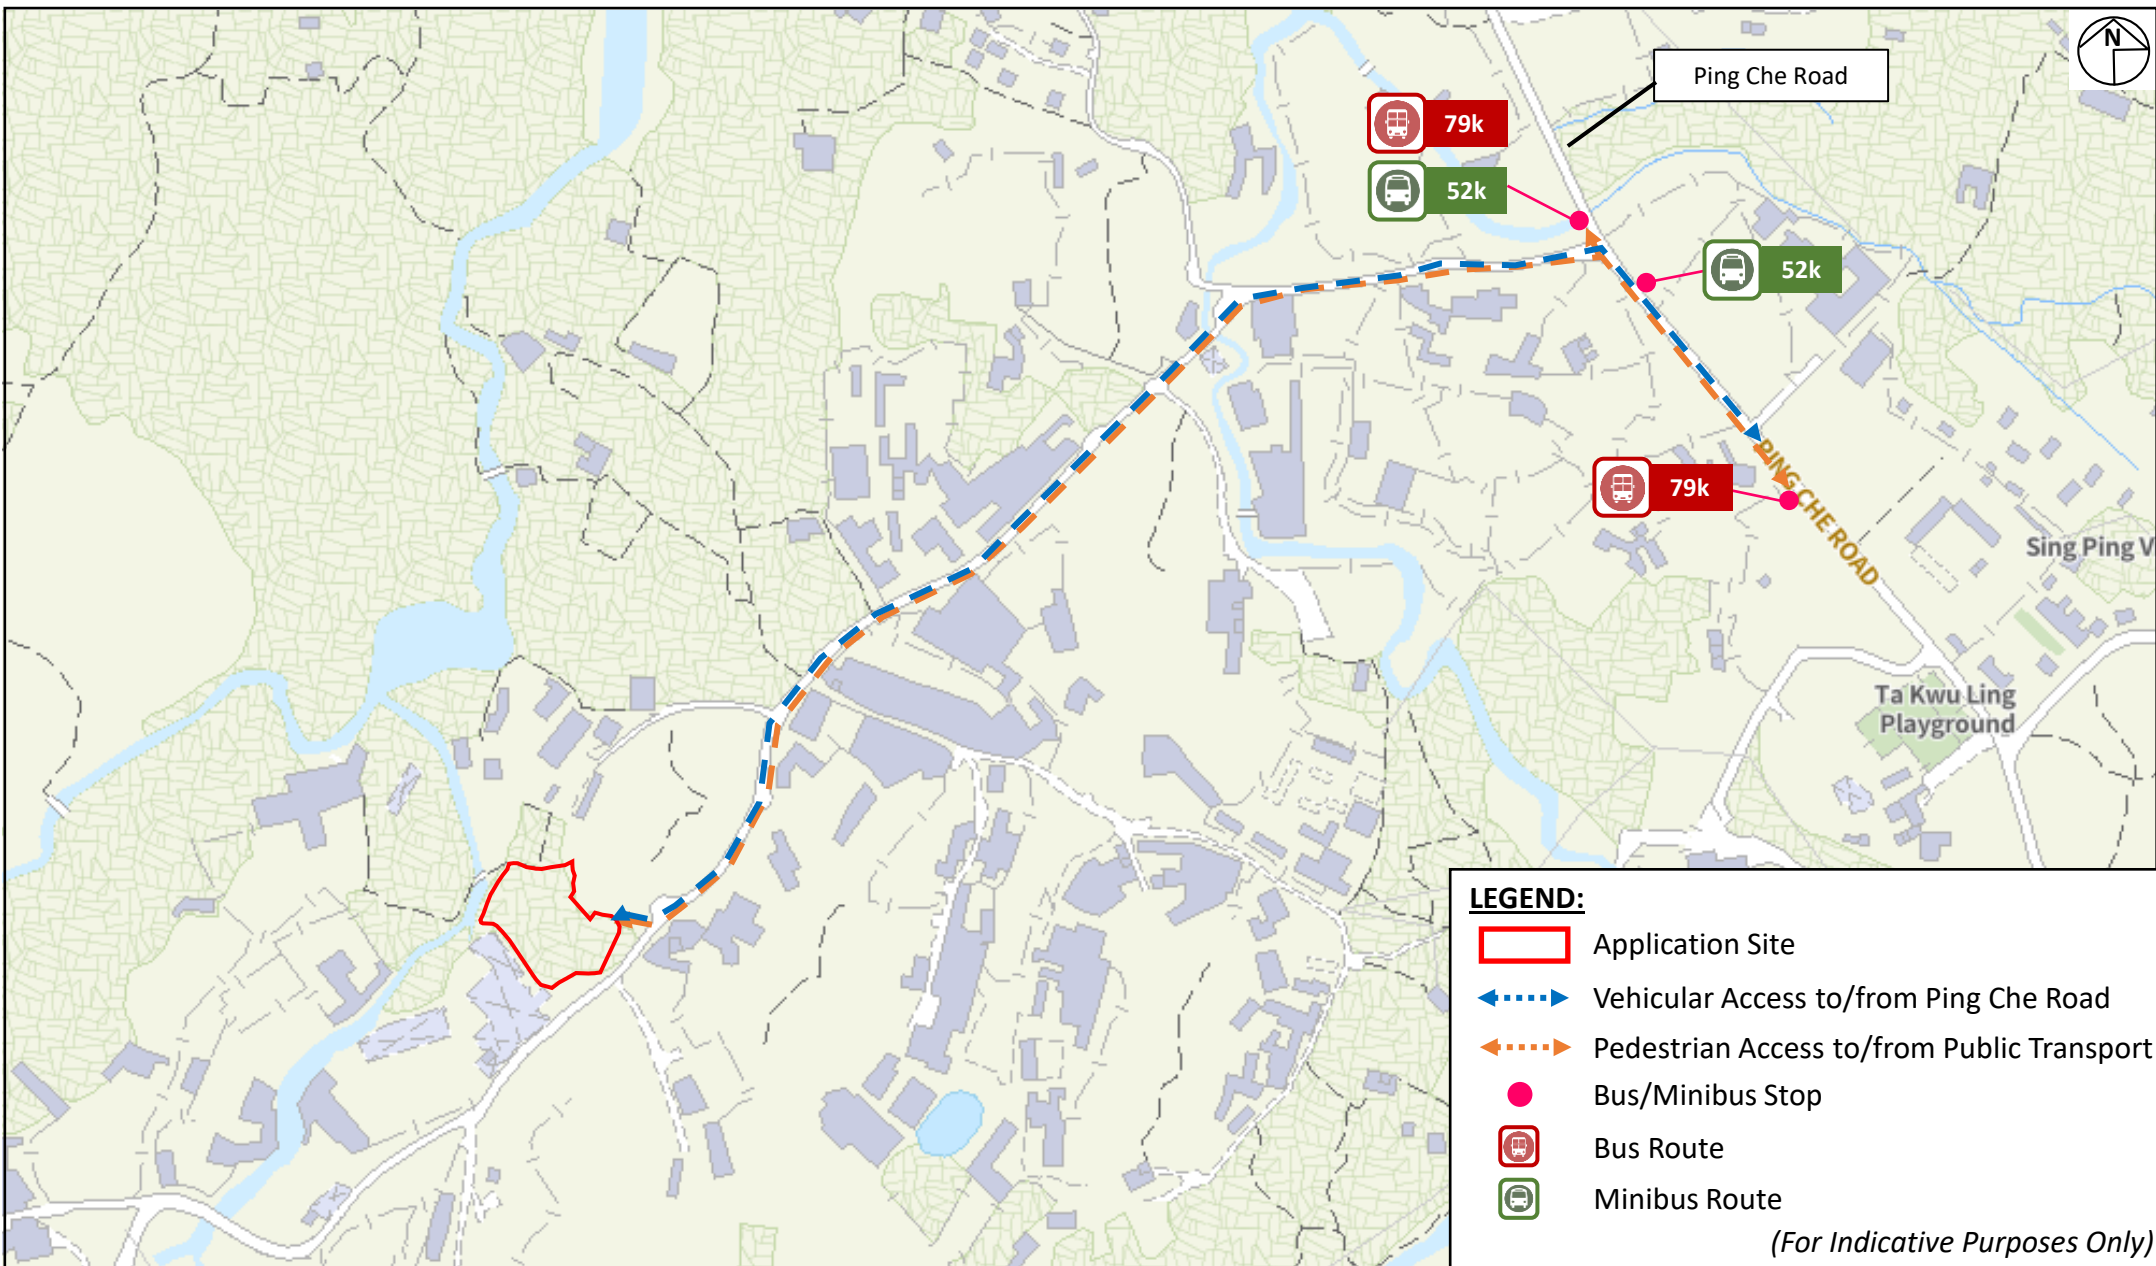 N
Ping Che Road
79k
52k
52k
79k
PING CHE ROAD
Sing Ping V
Ta Kwu Ling
Playground
LEGEND:
Application Site
Vehicular Access to/from Ping Che Road
Pedestrian Access to/from Public Transport
Bus/Minibus Stop
Bus Route
Minibus Route
(For Indicative Purposes Only)